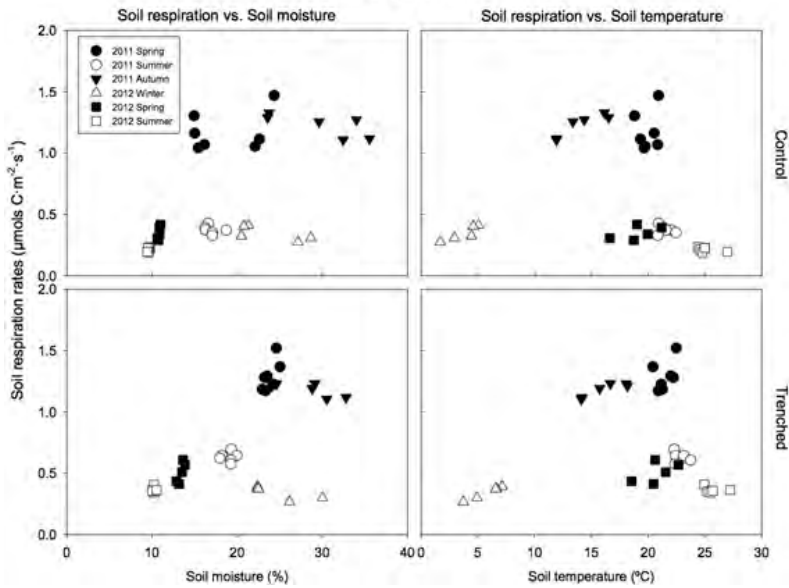 Soil respiration vs. Soil moisture
Soil respiration vs. Soil temperature
2.0
2011 Spring
2011 Summer
2011 Autumn
2012 Winter
2012 Spring
2012 Summer
1.5
1.0
0.5
0.0
Control
Soil respiration rates (μmols C·m-2·s-1)
2.0
1.5
1.0
0.5
0.0
Trenched
0 10 20 30 40
0 5 10 15 20 25 30
Soil moisture (%)
Soil temperature (ºC)